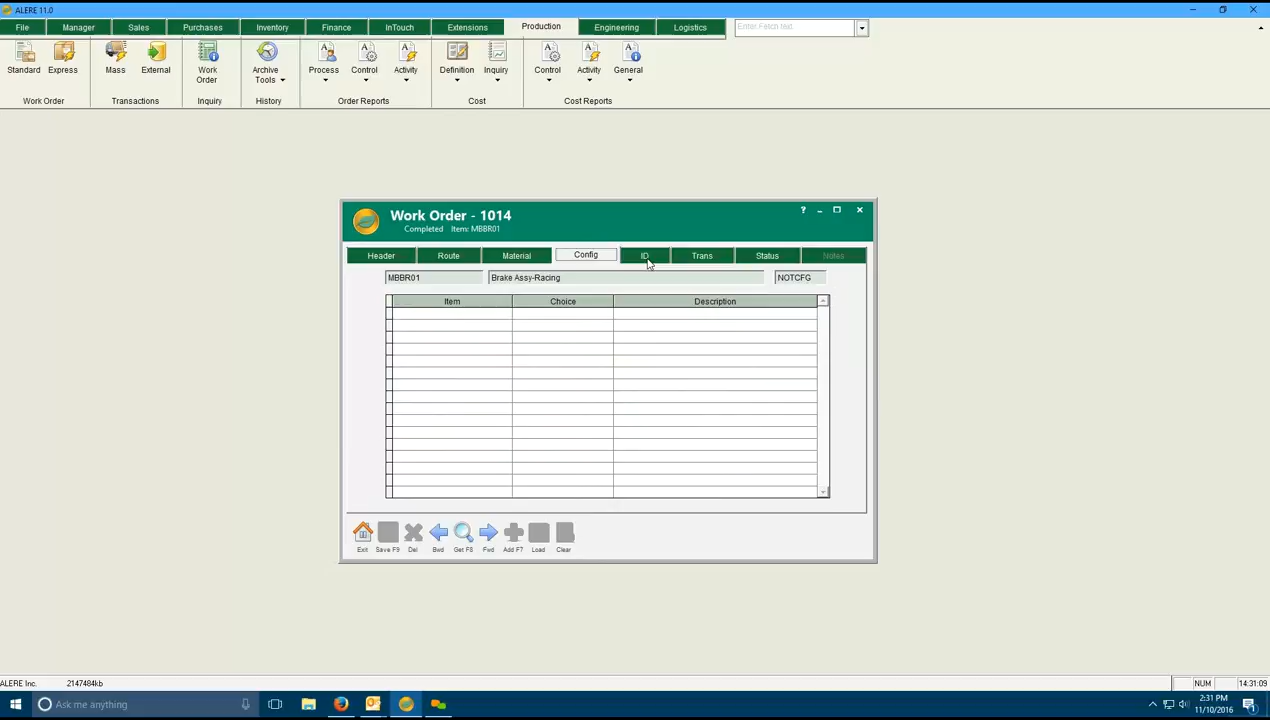 ALERE 11.0
File Manager Sales Purchases Inventory Finance InTouch Extensions Production Engineering Logistics Enter Fetch text
Standard Express Mass External Work Order Archive Tools Process Control Activity Definition Inquiry Control Activity General
Work Order Transactions Inquiry History Order Reports Cost Cost Reports
Work Order - 1014
Completed Item: MBBR01
Header Route Material Config ID Trans Status Notes
MBBR01 Brake Assy-Racing NOTCFG
Item Choice Description
Exit Save F9 Del Bwd Get F8 Fwd Add F7 Load Clear
ALERE Inc. 2147484kb NUM 14:31:09
Ask me anything 2:31 PM
11/10/2016